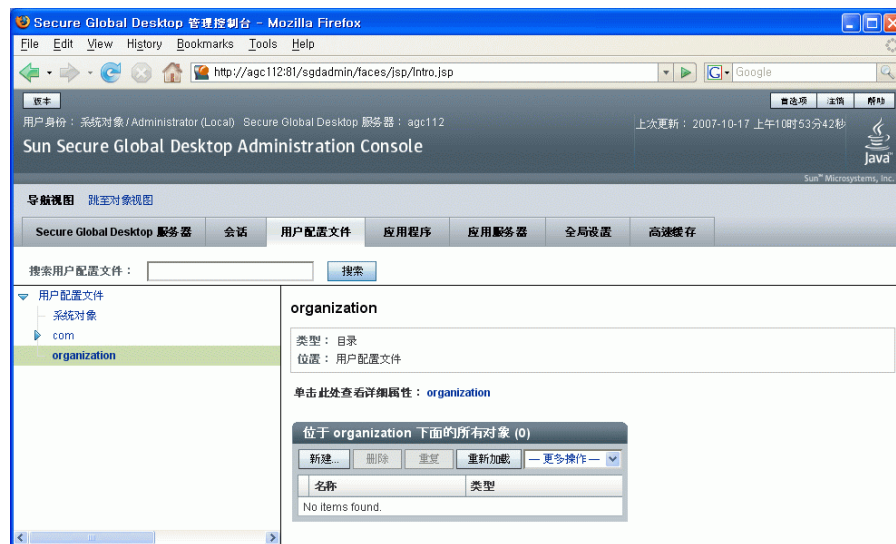 Secure Global Desktop 管理控制台 - Mozilla Firefox
File Edit View History Bookmarks Tools Help
http://agc112:81/sgdadmin/faces/jsp/Intro.jsp
G Google
版本
首选项 注销 帮助
用户身份： 系统对象 / Administrator (Local) Secure Global Desktop 服务器： agc112
上次更新： 2007-10-17 上午10时53分42秒
Sun Secure Global Desktop Administration Console
Java™
Sun™ Microsystems, Inc.
导航视图 跳至对象视图
Secure Global Desktop 服务器 会话 用户配置文件 应用程序 应用服务器 全局设置 高速缓存
搜索用户配置文件： 搜索
用户配置文件
系统对象
com
organization
organization
类型： 目录
位置： 用户配置文件
单击此处查看详细属性： organization
位于 organization 下面的所有对象 (0)
新建... 删除 重复 重新加载 — 更多操作 —
名称 类型
No items found.